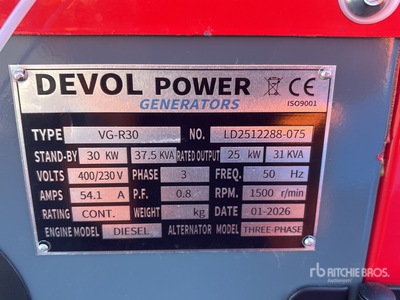 DEVOL POWER CE
GENERATORS ISO9001
TYPE VG-R30 NO. LD2512288-075
STAND-BY 30 KW 37.5 KVA RATED OUTPUT 25 kW 31 KVA
VOLTS 400/230 V PHASE 3 FREQ. 50 Hz
AMPS 54.1 A P.F. 0.8 RPM. 1500 r/min
RATING CONT. WEIGHT kg DATE 01-2026
ENGINE MODEL DIESEL ALTERNATOR MODEL THREE-PHASE
rb RITCHIE BROS.
Auctioneers